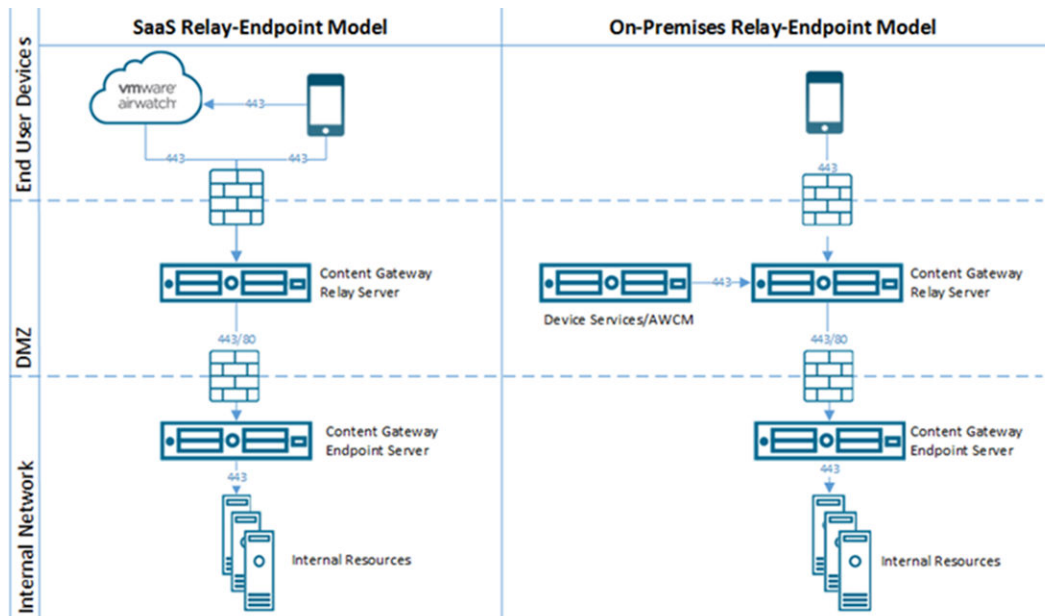 SaaS Relay-Endpoint Model
On-Premises Relay-Endpoint Model
End User Devices
vmware®
airwatch™
443
443
443
443
Content Gateway
Relay Server
443
Device Services/AWCM
Content Gateway
Relay Server
DMZ
443/80
443/80
Content Gateway
Endpoint Server
Content Gateway
Endpoint Server
Internal Network
443
443
Internal Resources
Internal Resources